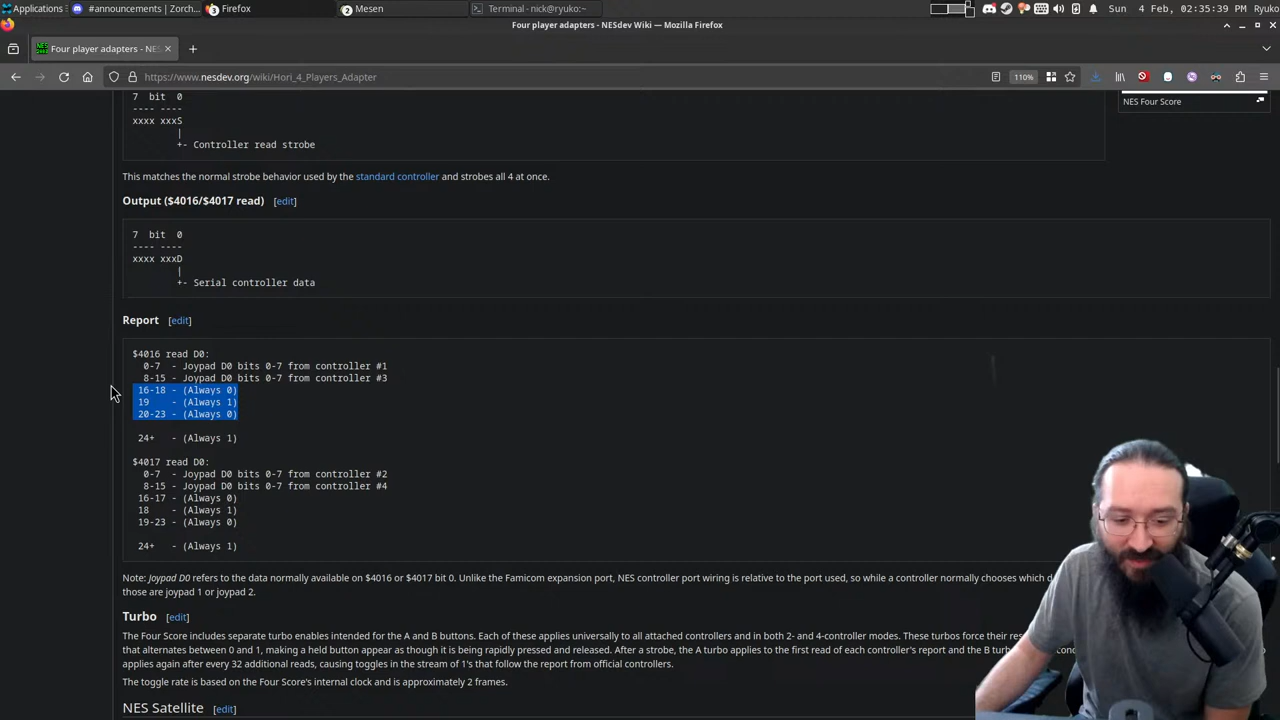 Applications
#announcements | Zorch...
Firefox
Mesen
Terminal - nick@ryuko:~
Sun 4 Feb, 02:35:39 Ryuko
Four player adapters - NESdev Wiki — Mozilla Firefox
Four player adapters - NES
https://www.nesdev.org/wiki/Hori_4_Players_Adapter
110%
7 bit 0
---- ----
xxxx xxxS
|
+- Controller read strobe
NES Four Score
This matches the normal strobe behavior used by the standard controller and strobes all 4 at once.
Output ($4016/$4017 read) [edit]
7 bit 0
---- ----
xxxx xxxD
|
+- Serial controller data
Report [edit]
$4016 read D0:
0-7 - Joypad D0 bits 0-7 from controller #1
8-15 - Joypad D0 bits 0-7 from controller #3
16-18 - (Always 0)
19 - (Always 1)
20-23 - (Always 0)
24+ - (Always 1)
$4017 read D0:
0-7 - Joypad D0 bits 0-7 from controller #2
8-15 - Joypad D0 bits 0-7 from controller #4
16-17 - (Always 0)
18 - (Always 1)
19-23 - (Always 0)
24+ - (Always 1)
Note: Joypad D0 refers to the data normally available on $4016 or $4017 bit 0. Unlike the Famicom expansion port, NES controller port wiring is relative to the port used, so while a controller normally chooses which
those are joypad 1 or joypad 2.
Turbo [edit]
The Four Score includes separate turbo enables intended for the A and B buttons. Each of these applies universally to all attached controllers and in both 2- and 4-controller modes. These turbos force their
that alternates between 0 and 1, making a held button appear as though it is being rapidly pressed and released. After a strobe, the A turbo applies to the first read of each controller's report and the B
applies again after every 32 additional reads, causing toggles in the stream of 1's that follow the report from official controllers.
The toggle rate is based on the Four Score's internal clock and is approximately 2 frames.
NES Satellite [edit]